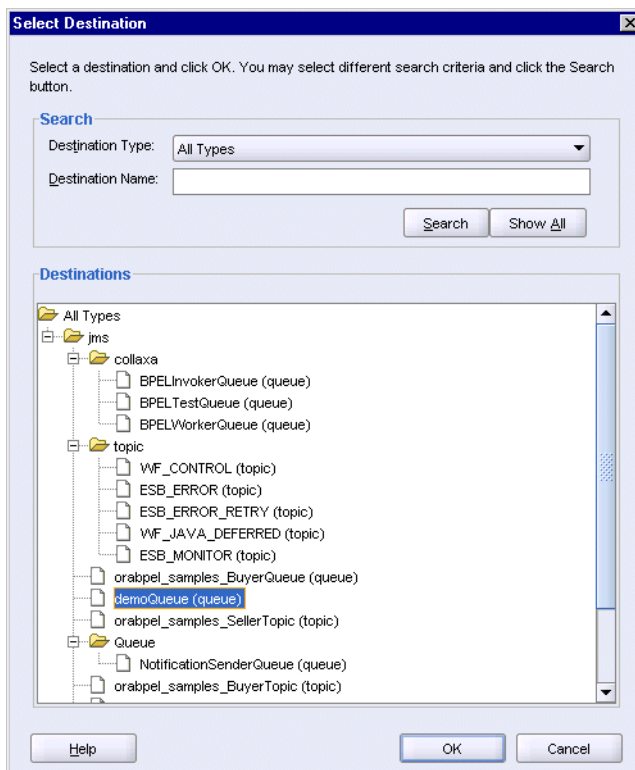 Select Destination
Select a destination and click OK. You may select different search criteria and click the Search
button.
Search
Destination Type: All Types
Destination Name:
Search Show All
Destinations
All Types
jms
collaxa
BPELInvokerQueue (queue)
BPELTestQueue (queue)
BPELWorkerQueue (queue)
topic
WF_CONTROL (topic)
ESB_ERROR (topic)
ESB_ERROR_RETRY (topic)
WF_JAVA_DEFERRED (topic)
ESB_MONITOR (topic)
orabpel_samples_BuyerQueue (queue)
demoQueue (queue)
orabpel_samples_SellerTopic (topic)
Queue
NotificationSenderQueue (queue)
orabpel_samples_BuyerTopic (topic)
Help OK Cancel